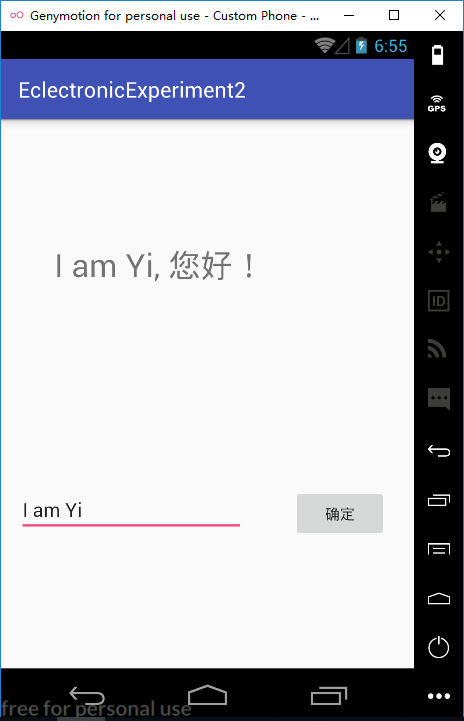 Genymotion for personal use - Custom Phone - ...
6:55
EclectronicExperiment2
GPS
I am Yi, 您好！
ID
I am Yi
确定
free for personal use